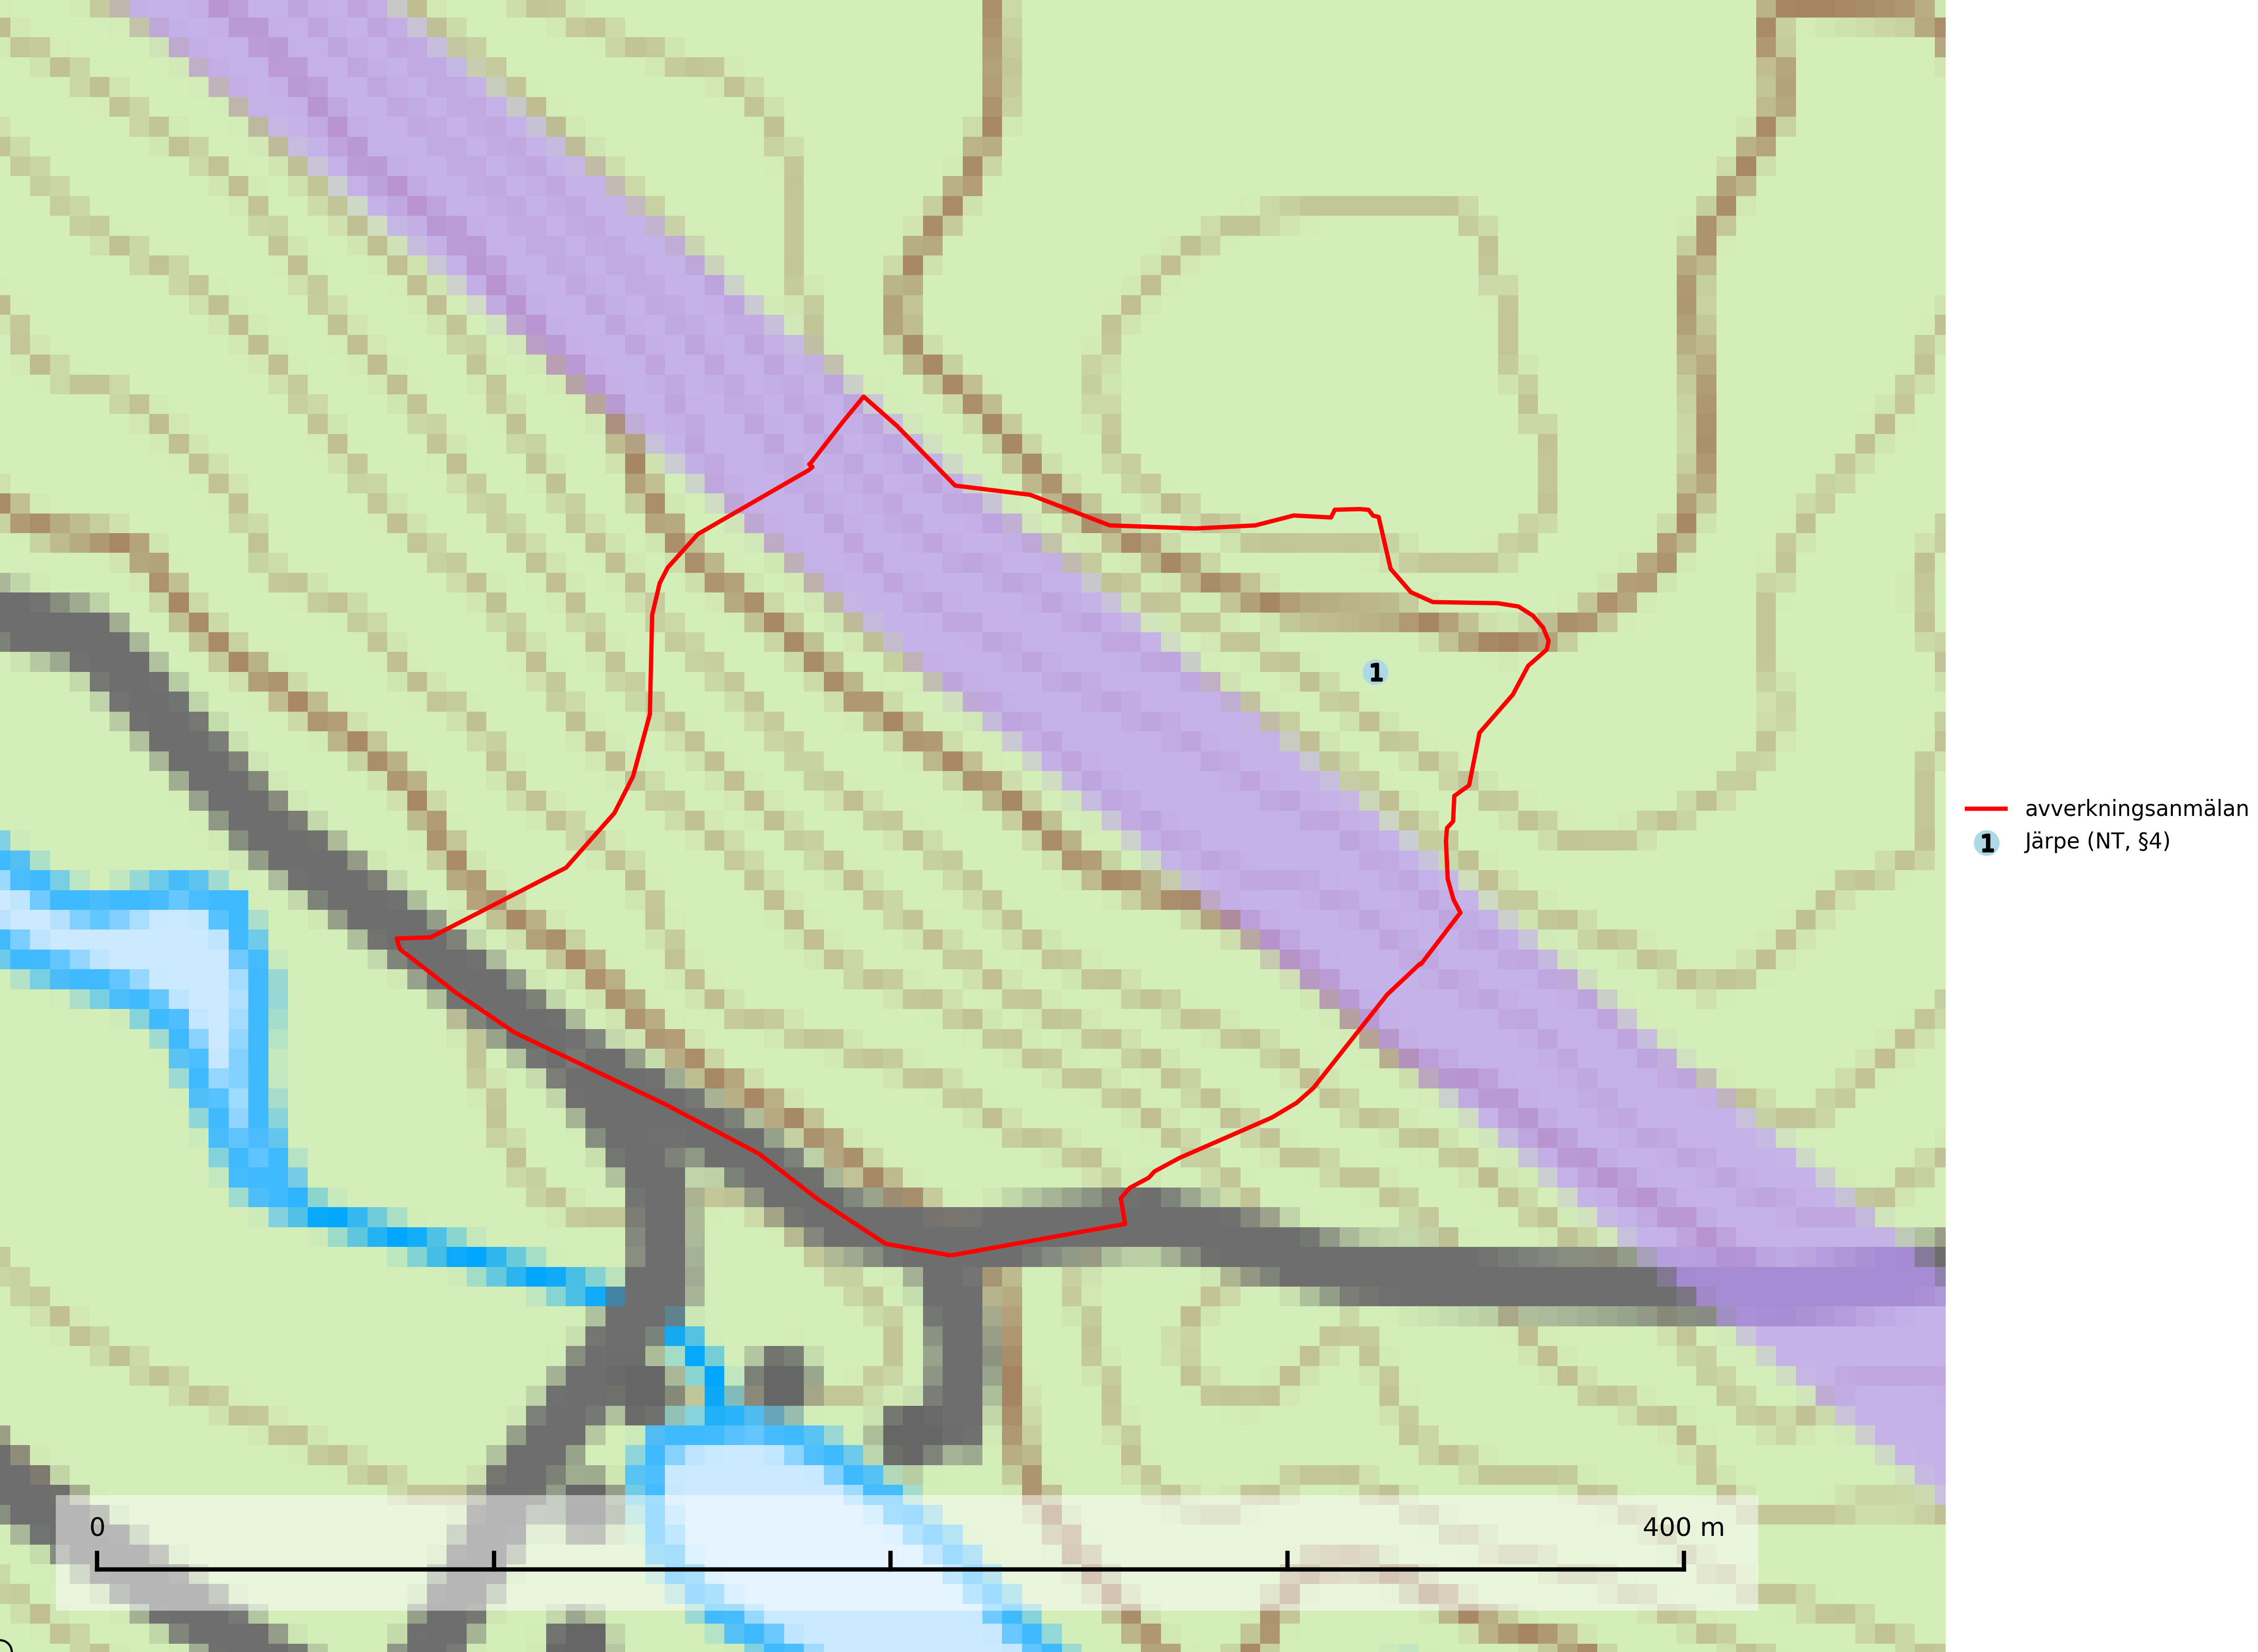 1
avverkningsanmälan
1 Järpe (NT, §4)
0 400 m